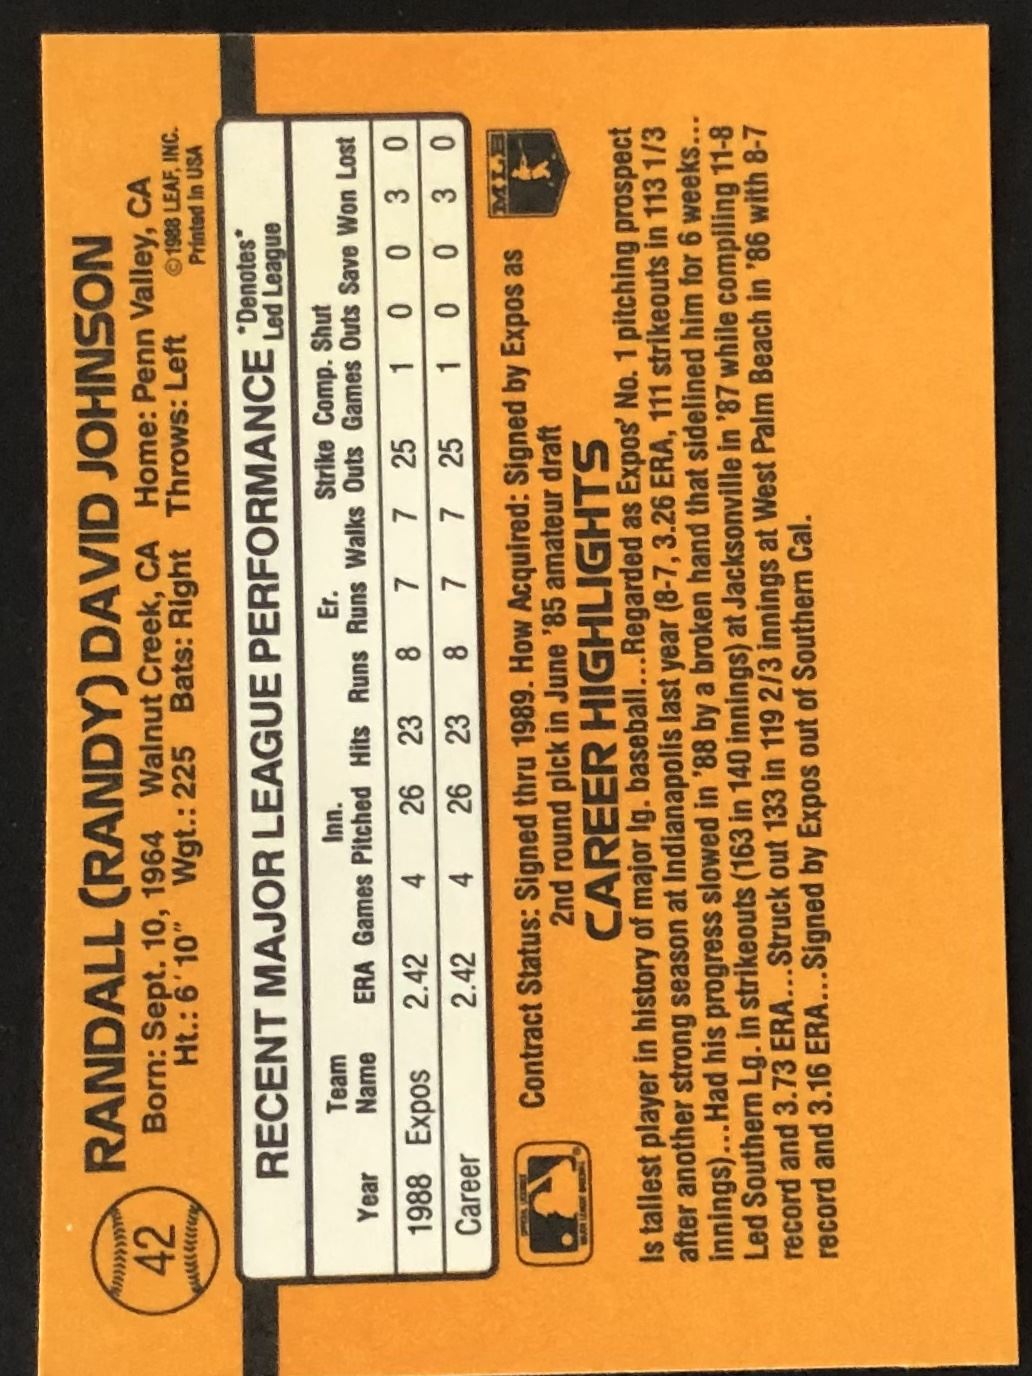 42
RANDALL (RANDY) DAVID JOHNSON
Born: Sept. 10, 1964 Walnut Creek, CA Home: Penn Valley, CA
Ht.: 6'10" Wgt.: 225 Bats: Right Throws: Left
©1988 LEAF, INC.
Printed in USA
RECENT MAJOR LEAGUE PERFORMANCE *Denotes* Led League
Year Team Name ERA Games Inn. Pitched Hits Runs Er. Runs Walks Strike Outs Comp. Games Shut Outs Save Won Lost
1988 Expos 2.42 4 26 23 8 7 7 25 1 0 0 3 0
Career 2.42 4 26 23 8 7 7 25 1 0 0 3 0
Contract Status: Signed thru 1989. How Acquired: Signed by Expos as
2nd round pick in June '85 amateur draft
MLB
CAREER HIGHLIGHTS
Is tallest player in history of major lg. baseball...Regarded as Expos' No. 1 pitching prospect
after another strong season at Indianapolis last year (8-7, 3.26 ERA, 111 strikeouts in 113 1/3
innings)...Had his progress slowed in '88 by a broken hand that sidelined him for 6 weeks...
Led Southern Lg. in strikeouts (163 in 140 innings) at Jacksonville in '87 while compiling 11-8
record and 3.73 ERA...Struck out 133 in 119 2/3 innings at West Palm Beach in '86 with 8-7
record and 3.16 ERA...Signed by Expos out of Southern Cal.